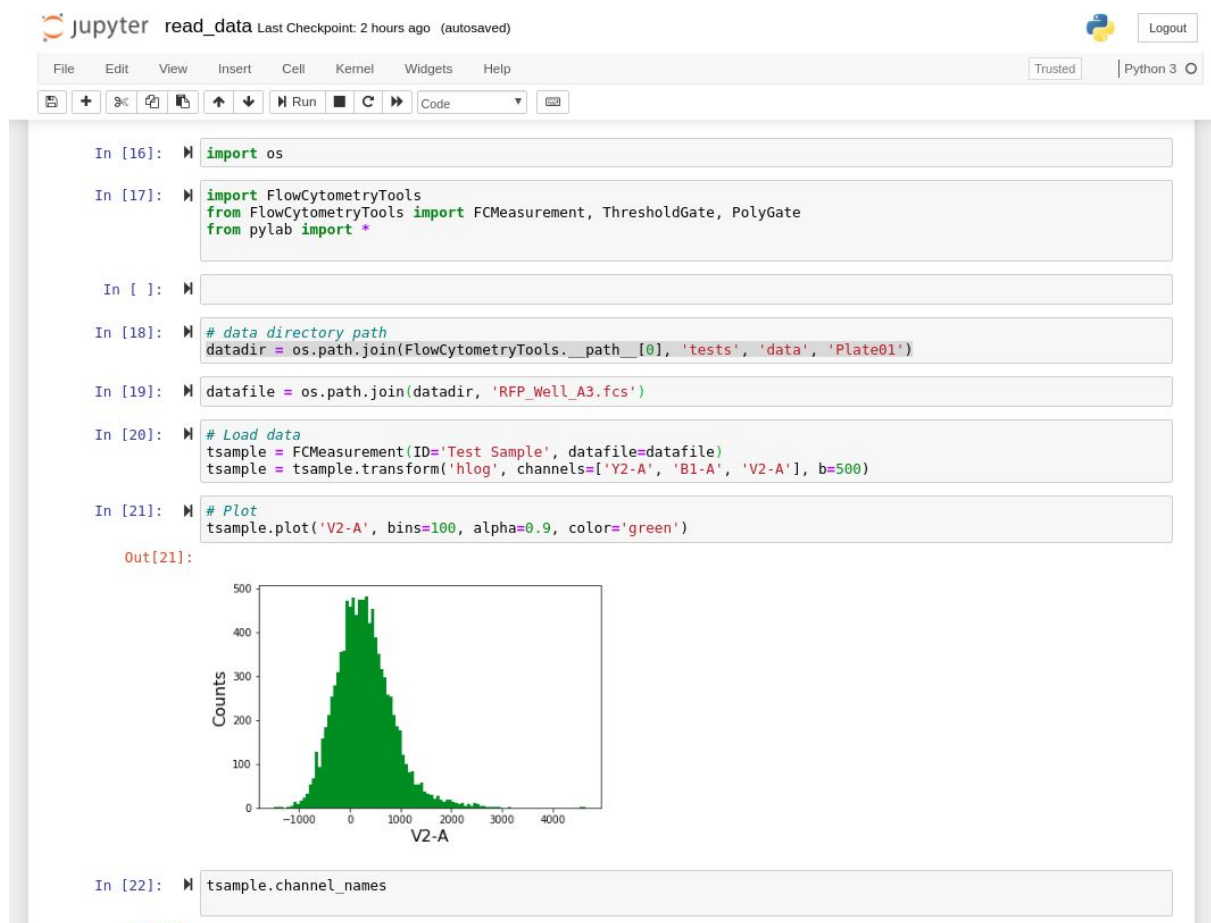 jupyter read_data Last Checkpoint: 2 hours ago (autosaved)
Logout
File Edit View Insert Cell Kernel Widgets Help
Trusted
Python 3
Run
Code
In [16]:
import os
In [17]:
import FlowCytometryTools
from FlowCytometryTools import FCMeasurement, ThresholdGate, PolyGate
from pylab import *
In [ ]:
In [18]:
# data directory path
datadir = os.path.join(FlowCytometryTools.__path__[0], 'tests', 'data', 'Plate01')
In [19]:
datafile = os.path.join(datadir, 'RFP_Well_A3.fcs')
In [20]:
# Load data
tsample = FCMeasurement(ID='Test Sample', datafile=datafile)
tsample = tsample.transform('hlog', channels=['Y2-A', 'B1-A', 'V2-A'], b=500)
In [21]:
# Plot
tsample.plot('V2-A', bins=100, alpha=0.9, color='green')
Out[21]:
500
400
300
200
100
0
Counts
−1000 0 1000 2000 3000 4000
V2-A
In [22]:
tsample.channel_names